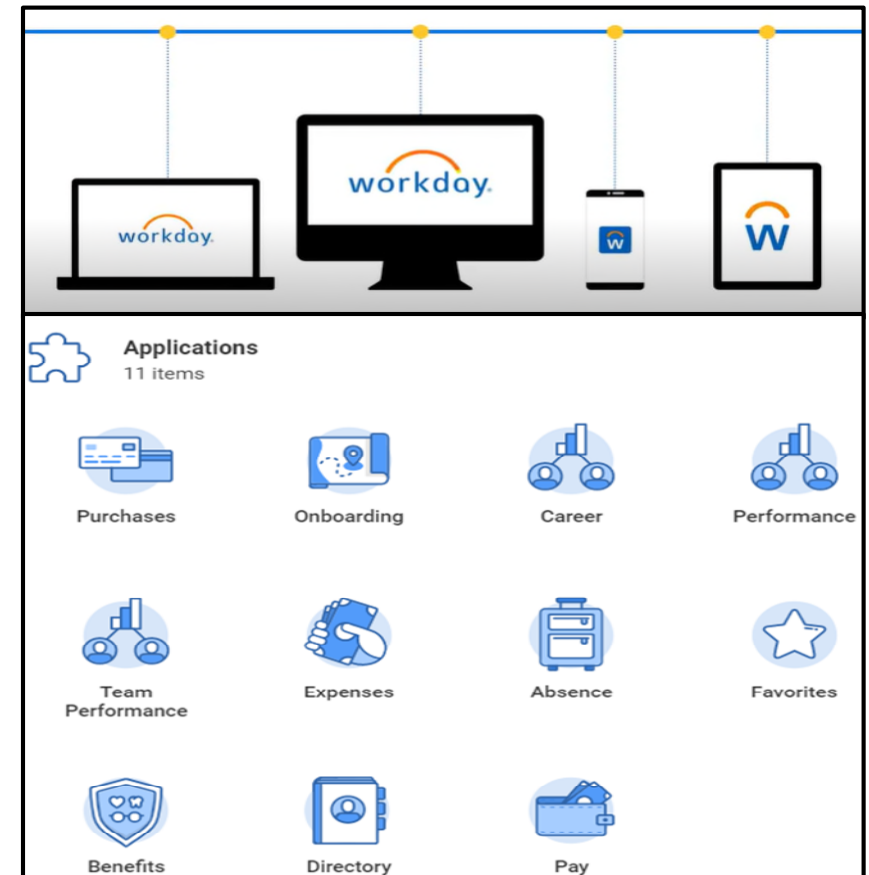 workday.
workday.
w
W
Applications
11 items
Purchases
Onboarding
Career
Performance
Team
Performance
Expenses
Absence
Favorites
Benefits
Directory
Pay